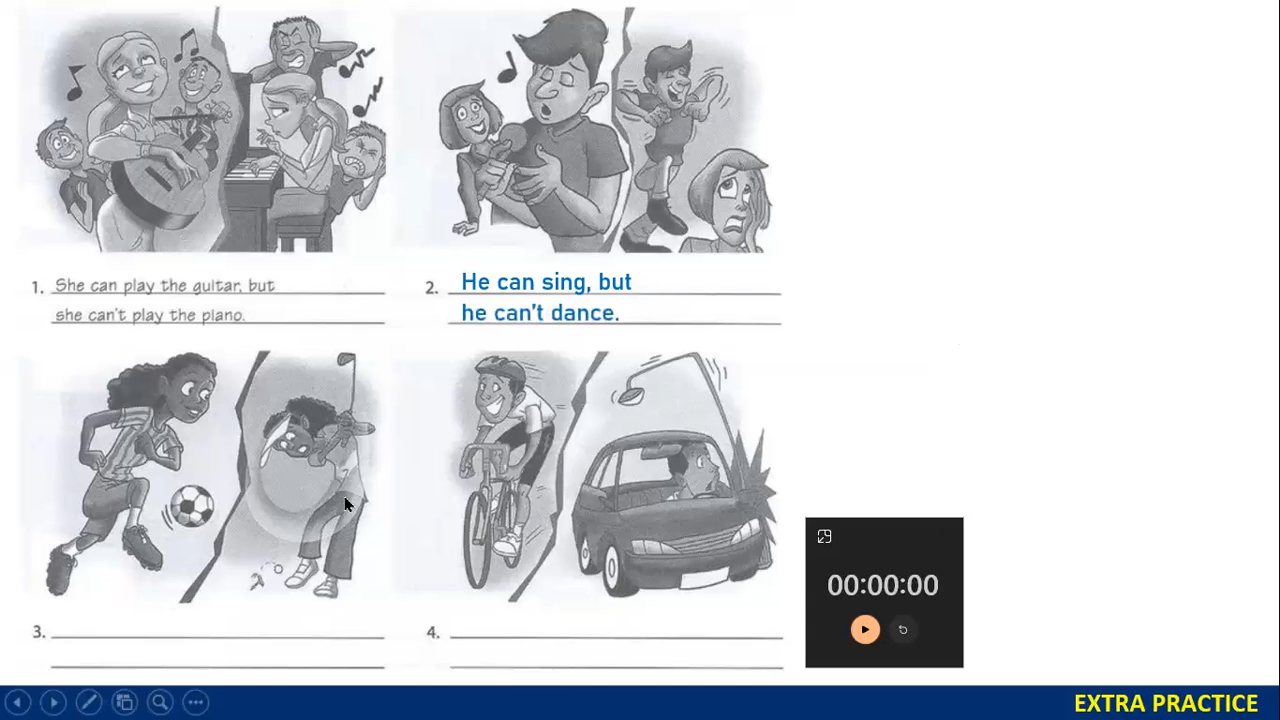 1. She can play the guitar, but
she can't play the piano.
2. He can sing, but
he can't dance.
3.
4.
00:00:00
EXTRA PRACTICE